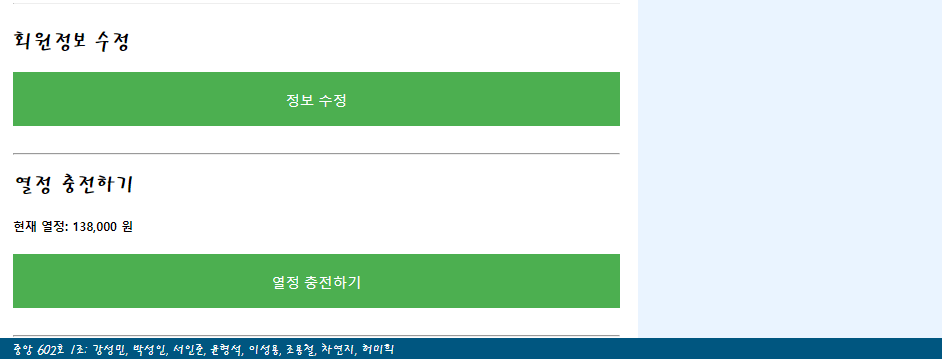 회원정보 수정
정보 수정
열정 충전하기
현재 열정: 138,000 원
열정 충전하기
중앙 602호 1조: 강성민, 박성인, 서인준, 윤형석, 이성룡, 조룡철, 차연지, 허미희